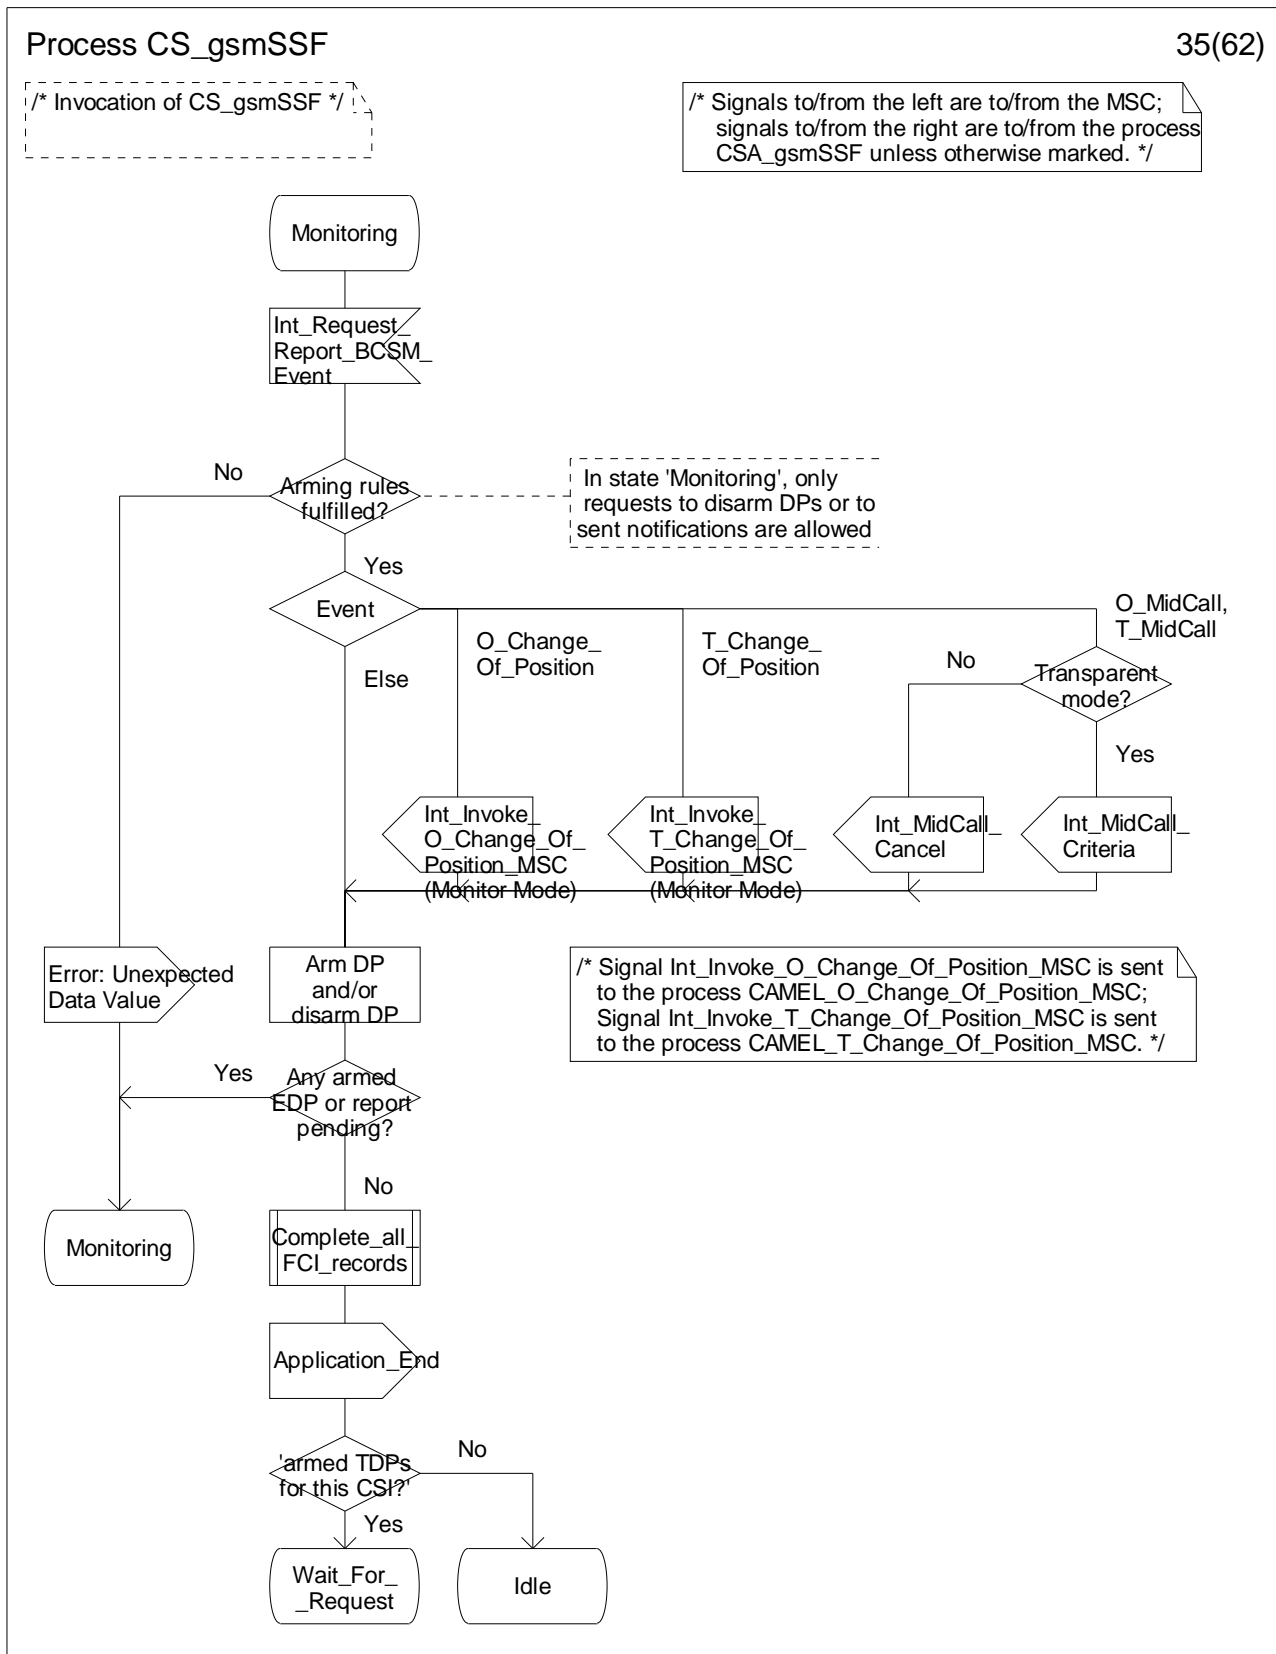 Process CS_gsmSSF
35(62)
/* Invocation of CS_gsmSSF */
/* Signals to/from the left are to/from the MSC;
signals to/from the right are to/from the process
CSA_gsmSSF unless otherwise marked. */
Monitoring
Int_Request_
Report_BCSM_
Event
No
Arming rules
fulfilled?
In state 'Monitoring', only
requests to disarm DPs or to
sent notifications are allowed
Yes
Event
O_Change_
Of_Position
T_Change_
Of_Position
O_MidCall,
T_MidCall
Else
No
Transparent
mode?
Yes
Int_Invoke_
O_Change_Of_
Position_MSC
(Monitor Mode)
Int_Invoke_
T_Change_Of_
Position_MSC
(Monitor Mode)
Int_MidCall_
Cancel
Int_MidCall_
Criteria
Error: Unexpected
Data Value
Arm DP
and/or
disarm DP
/* Signal Int_Invoke_O_Change_Of_Position_MSC is sent
to the process CAMEL_O_Change_Of_Position_MSC;
Signal Int_Invoke_T_Change_Of_Position_MSC is sent
to the process CAMEL_T_Change_Of_Position_MSC. */
Yes
Any armed
EDP or report
pending?
No
Monitoring
Complete_all_
FCI_records
Application_End
'armed TDPs
for this CSI?'
No
Yes
Wait_For_
_Request
Idle